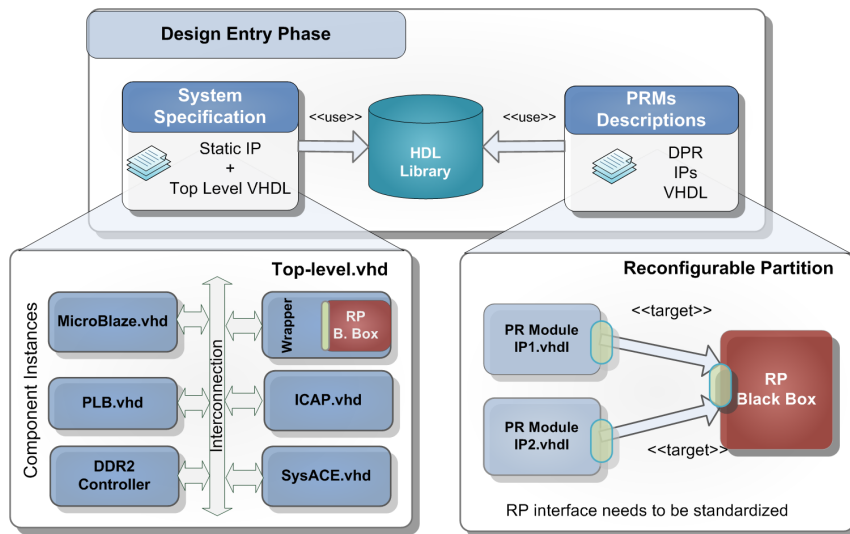 Design Entry Phase
System
Specification
Static IP
+
Top Level VHDL
<<use>>
HDL
Library
<<use>>
PRMs
Descriptions
DPR
IPs
VHDL
Top-level.vhd
Component Instances
MicroBlaze.vhd
PLB.vhd
DDR2
Controller
Interconnection
Wrapper
RP
B. Box
ICAP.vhd
SysACE.vhd
Reconfigurable Partition
<<target>>
PR Module
IP1.vhdl
PR Module
IP2.vhdl
RP
Black Box
<<target>>
RP interface needs to be standardized